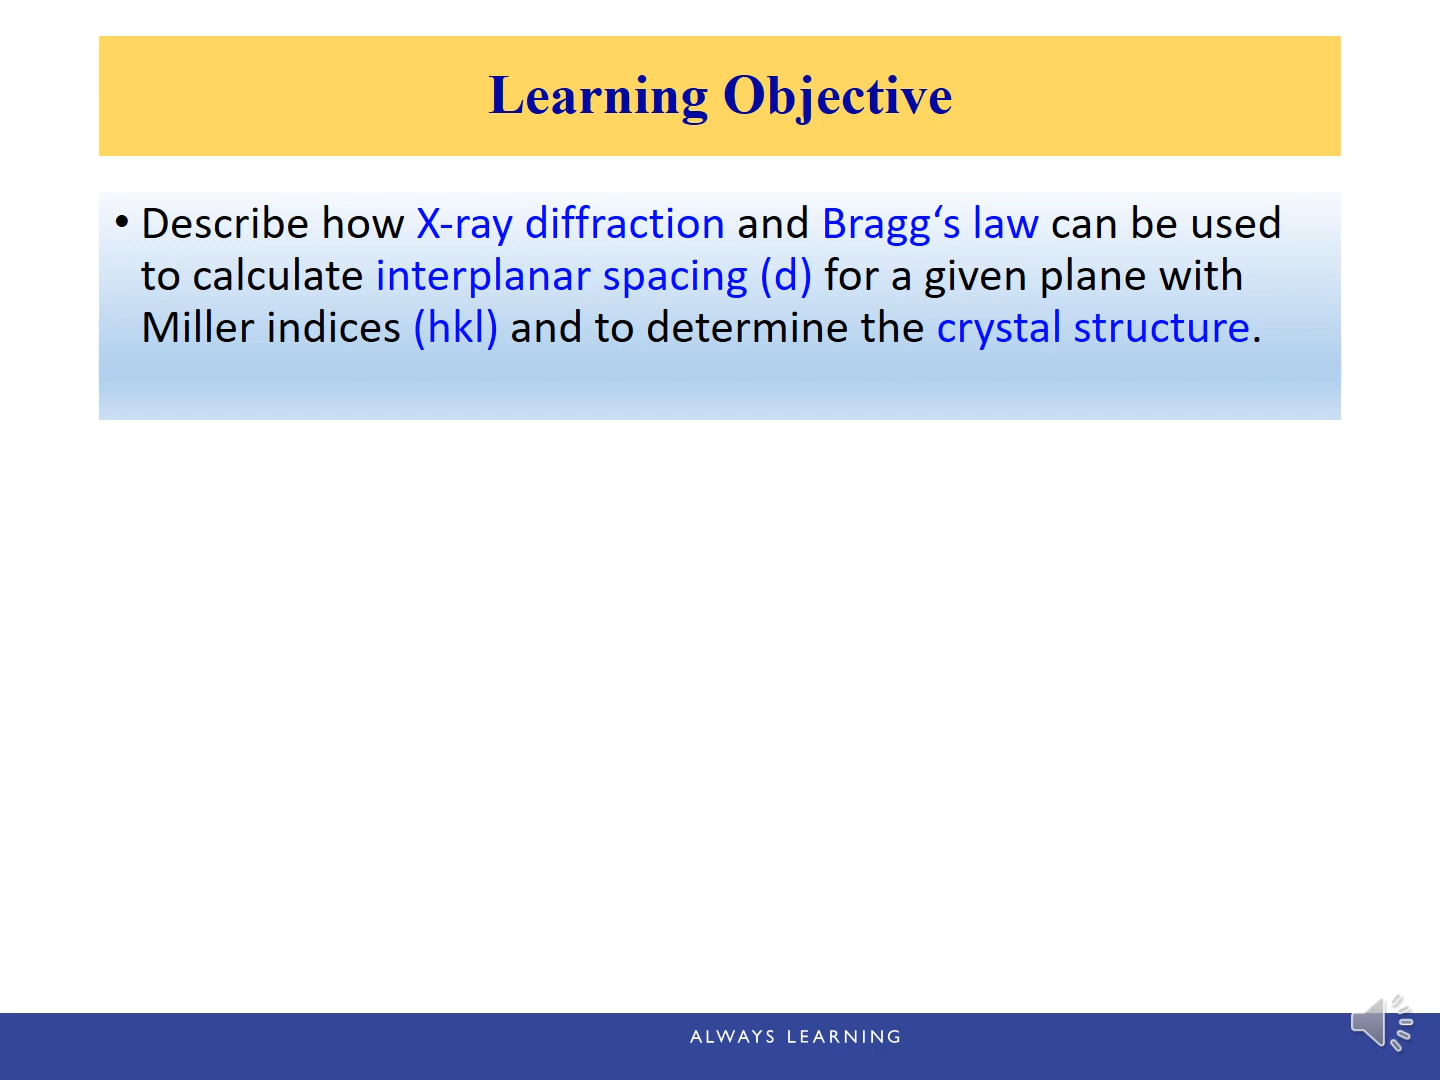 Learning Objective
• Describe how X-ray diffraction and Bragg‘s law can be used
to calculate interplanar spacing (d) for a given plane with
Miller indices (hkl) and to determine the crystal structure.
ALWAYS LEARNING